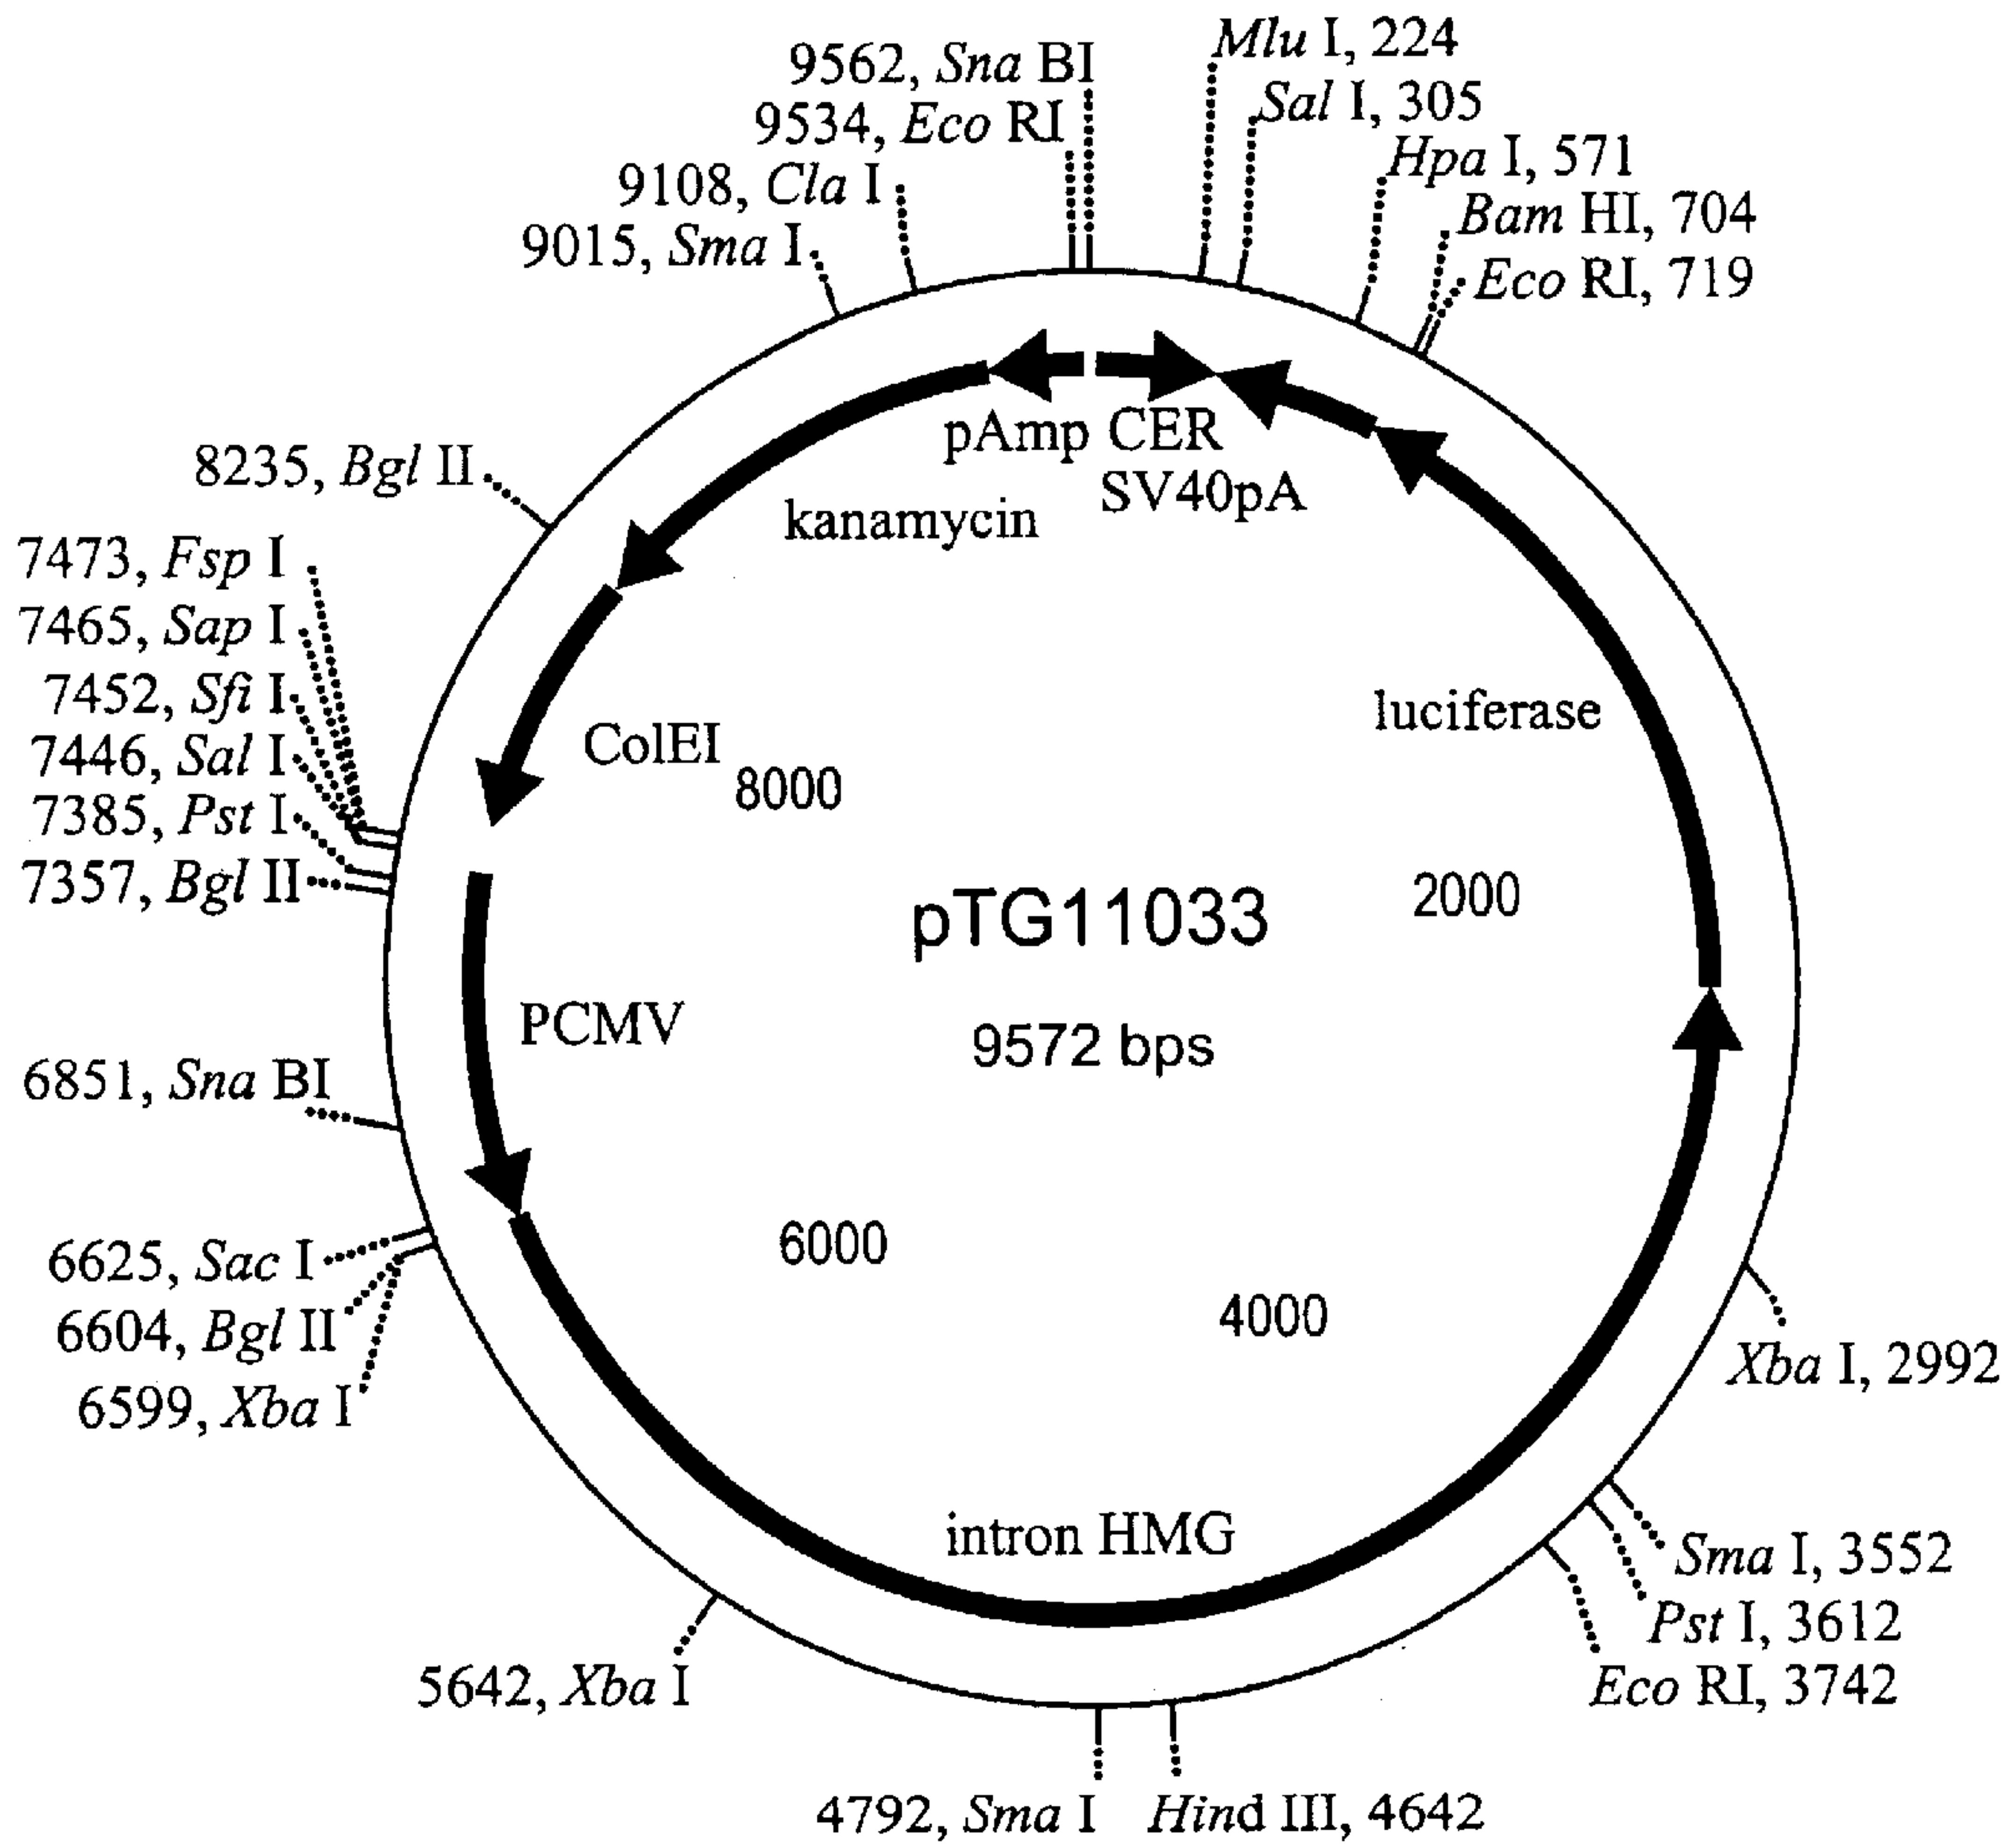 9562, Sna BI
9534, Eco RI
9108, Cla I
9015, Sma I
Mlu I, 224
Sal I, 305
Hpa I, 571
Bam HI, 704
Eco RI, 719
pAmp CER
SV40pA
kanamycin
8235, Bgl II
7473, Fsp I
7465, Sap I
7452, Sfi I
7446, Sal I
7385, Pst I
7357, Bgl II
luciferase
ColEI
8000
2000
pTG11033
9572 bps
PCMV
6851, Sna BI
6625, Sac I
6604, Bgl II
6599, Xba I
6000
4000
Xba I, 2992
intron HMG
Sma I, 3552
Pst I, 3612
Eco RI, 3742
5642, Xba I
4792, Sma I
Hind III, 4642